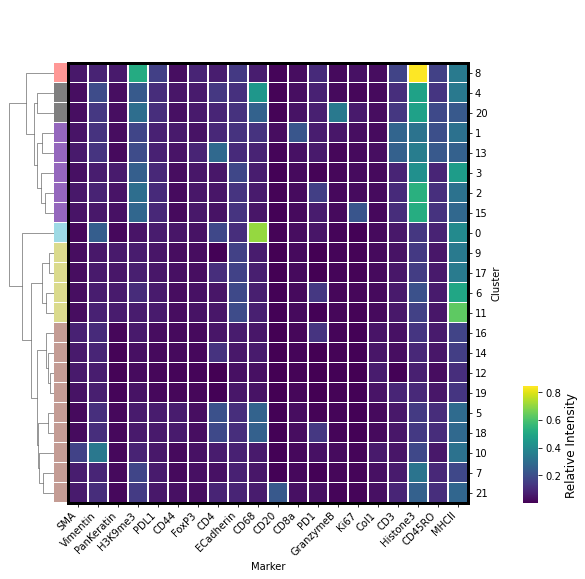 8
4
20
1
13
3
2
15
0
9
17
6
11
16
14
12
19
5
18
10
7
21
Cluster
SMA
Vimentin
PanKeratin
H3K9me3
PDL1
CD44
FoxP3
CD4
ECadherin
CD68
CD20
CD8a
PD1
GranzymeB
Ki67
Col1
CD3
Histone3
CD45RO
MHCII
Marker
0.8
0.6
0.4
0.2
Relative Intensity